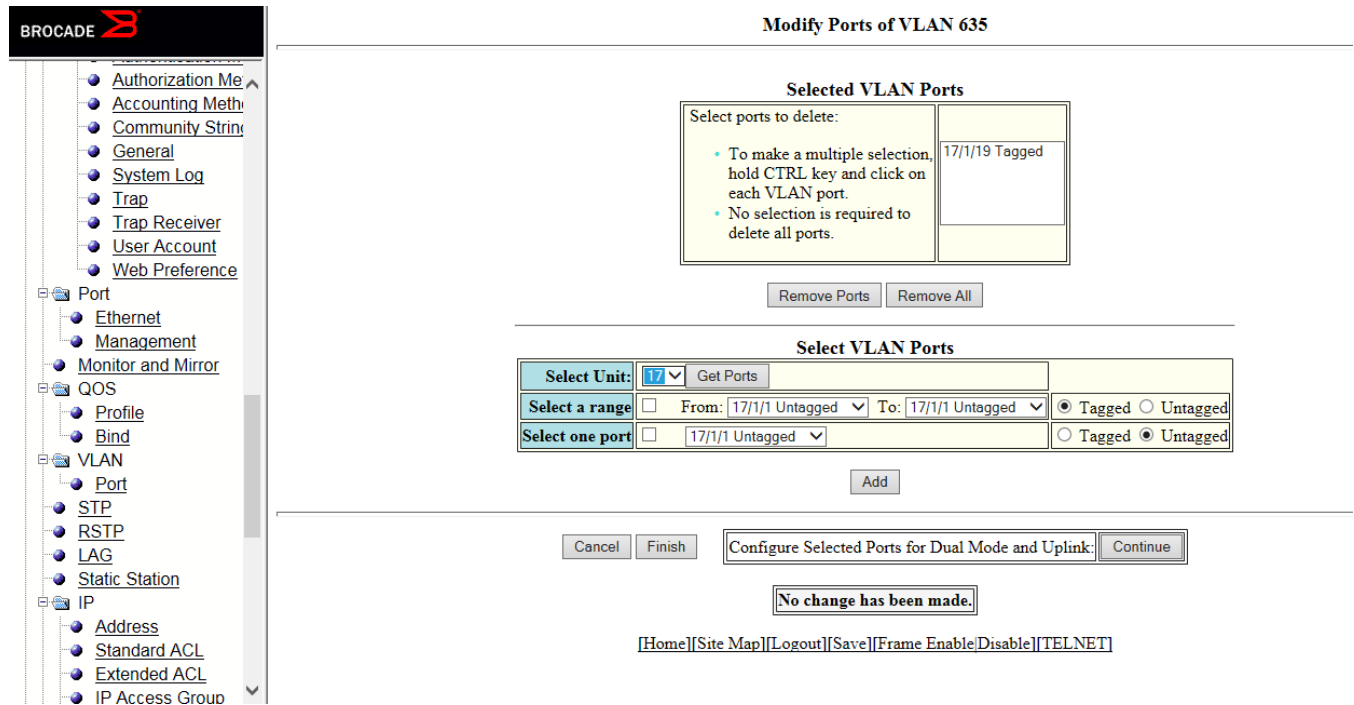 BROCADE
Authorization Me
Accounting Meth
Community Strin
General
System Log
Trap
Trap Receiver
User Account
Web Preference
Port
Ethernet
Management
Monitor and Mirror
QOS
Profile
Bind
VLAN
Port
STP
RSTP
LAG
Static Station
IP
Address
Standard ACL
Extended ACL
IP Access Group
Modify Ports of VLAN 635
Selected VLAN Ports
Select ports to delete:
• To make a multiple selection,
hold CTRL key and click on
each VLAN port.
• No selection is required to
delete all ports.
17/1/19 Tagged
Remove Ports Remove All
Select VLAN Ports
Select Unit: 17 Get Ports
Select a range From: 17/1/1 Untagged To: 17/1/1 Untagged Tagged Untagged
Select one port 17/1/1 Untagged Tagged Untagged
Add
Cancel Finish Configure Selected Ports for Dual Mode and Uplink: Continue
No change has been made.
[Home][Site Map][Logout][Save][Frame Enable|Disable][TELNET]